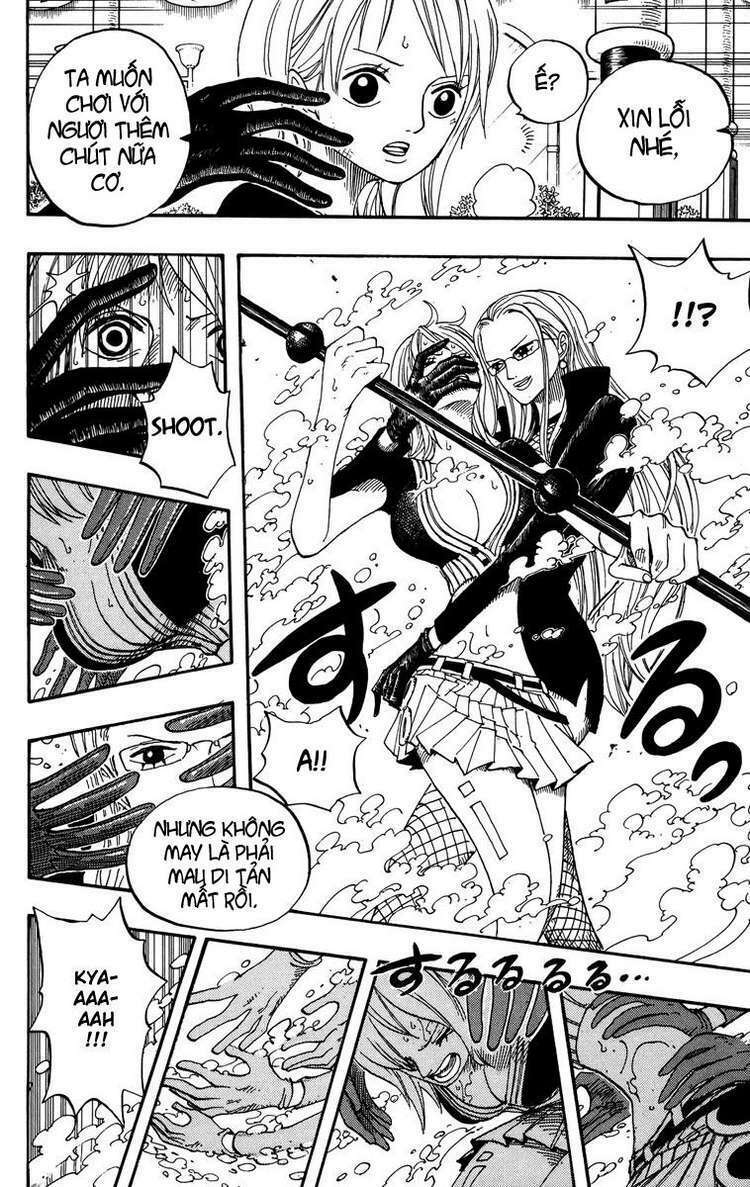 XIN LỖI
NHÉ,
Ế?
TA MUỐN
CHƠI VỚI
NGƯƠI THÊM
CHÚT NỮA
CƠ.
!!?
SHOOT.
する
っ
A!!
NHƯNG KHÔNG
MAY LÀ PHẢI
MAU DI TẢN
MẤT RỒI.
するるるる...
KYA-
AAA-
AAH
!!!